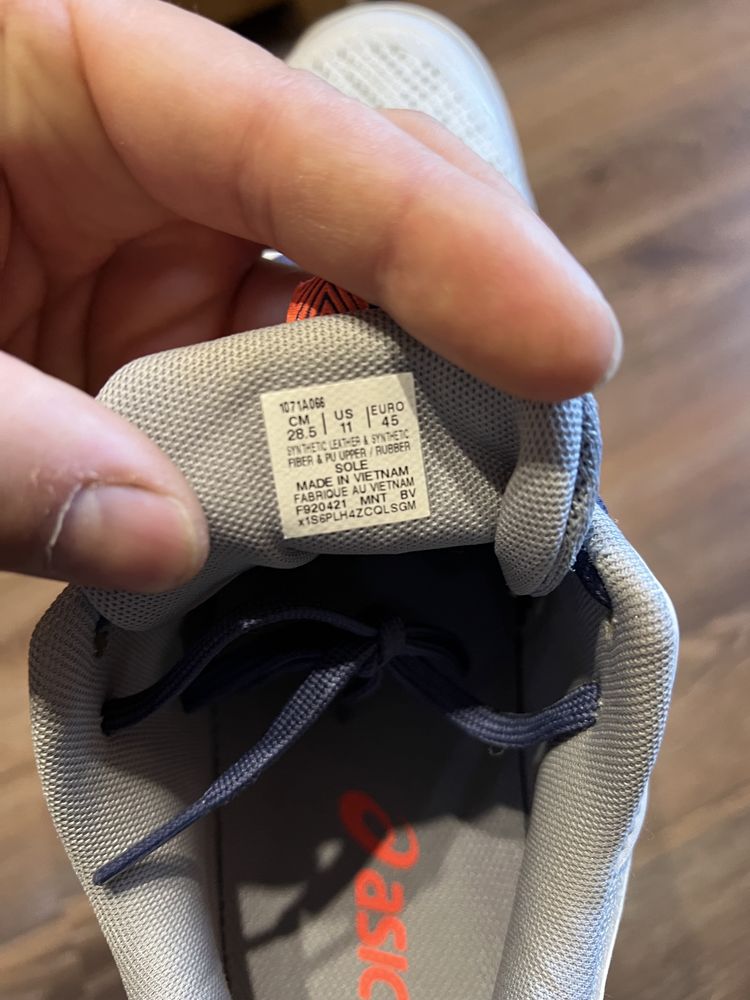 1071A066
CM | US | EURO
28.5 | 11 | 45
SYNTHETIC LEATHER & SYNTHETIC
FIBER & PU UPPER / RUBBER
SOLE
MADE IN VIETNAM
FABRIQUE AU VIETNAM
F920421 MNT BV
x1S6PLH4ZCQLSGM
asic